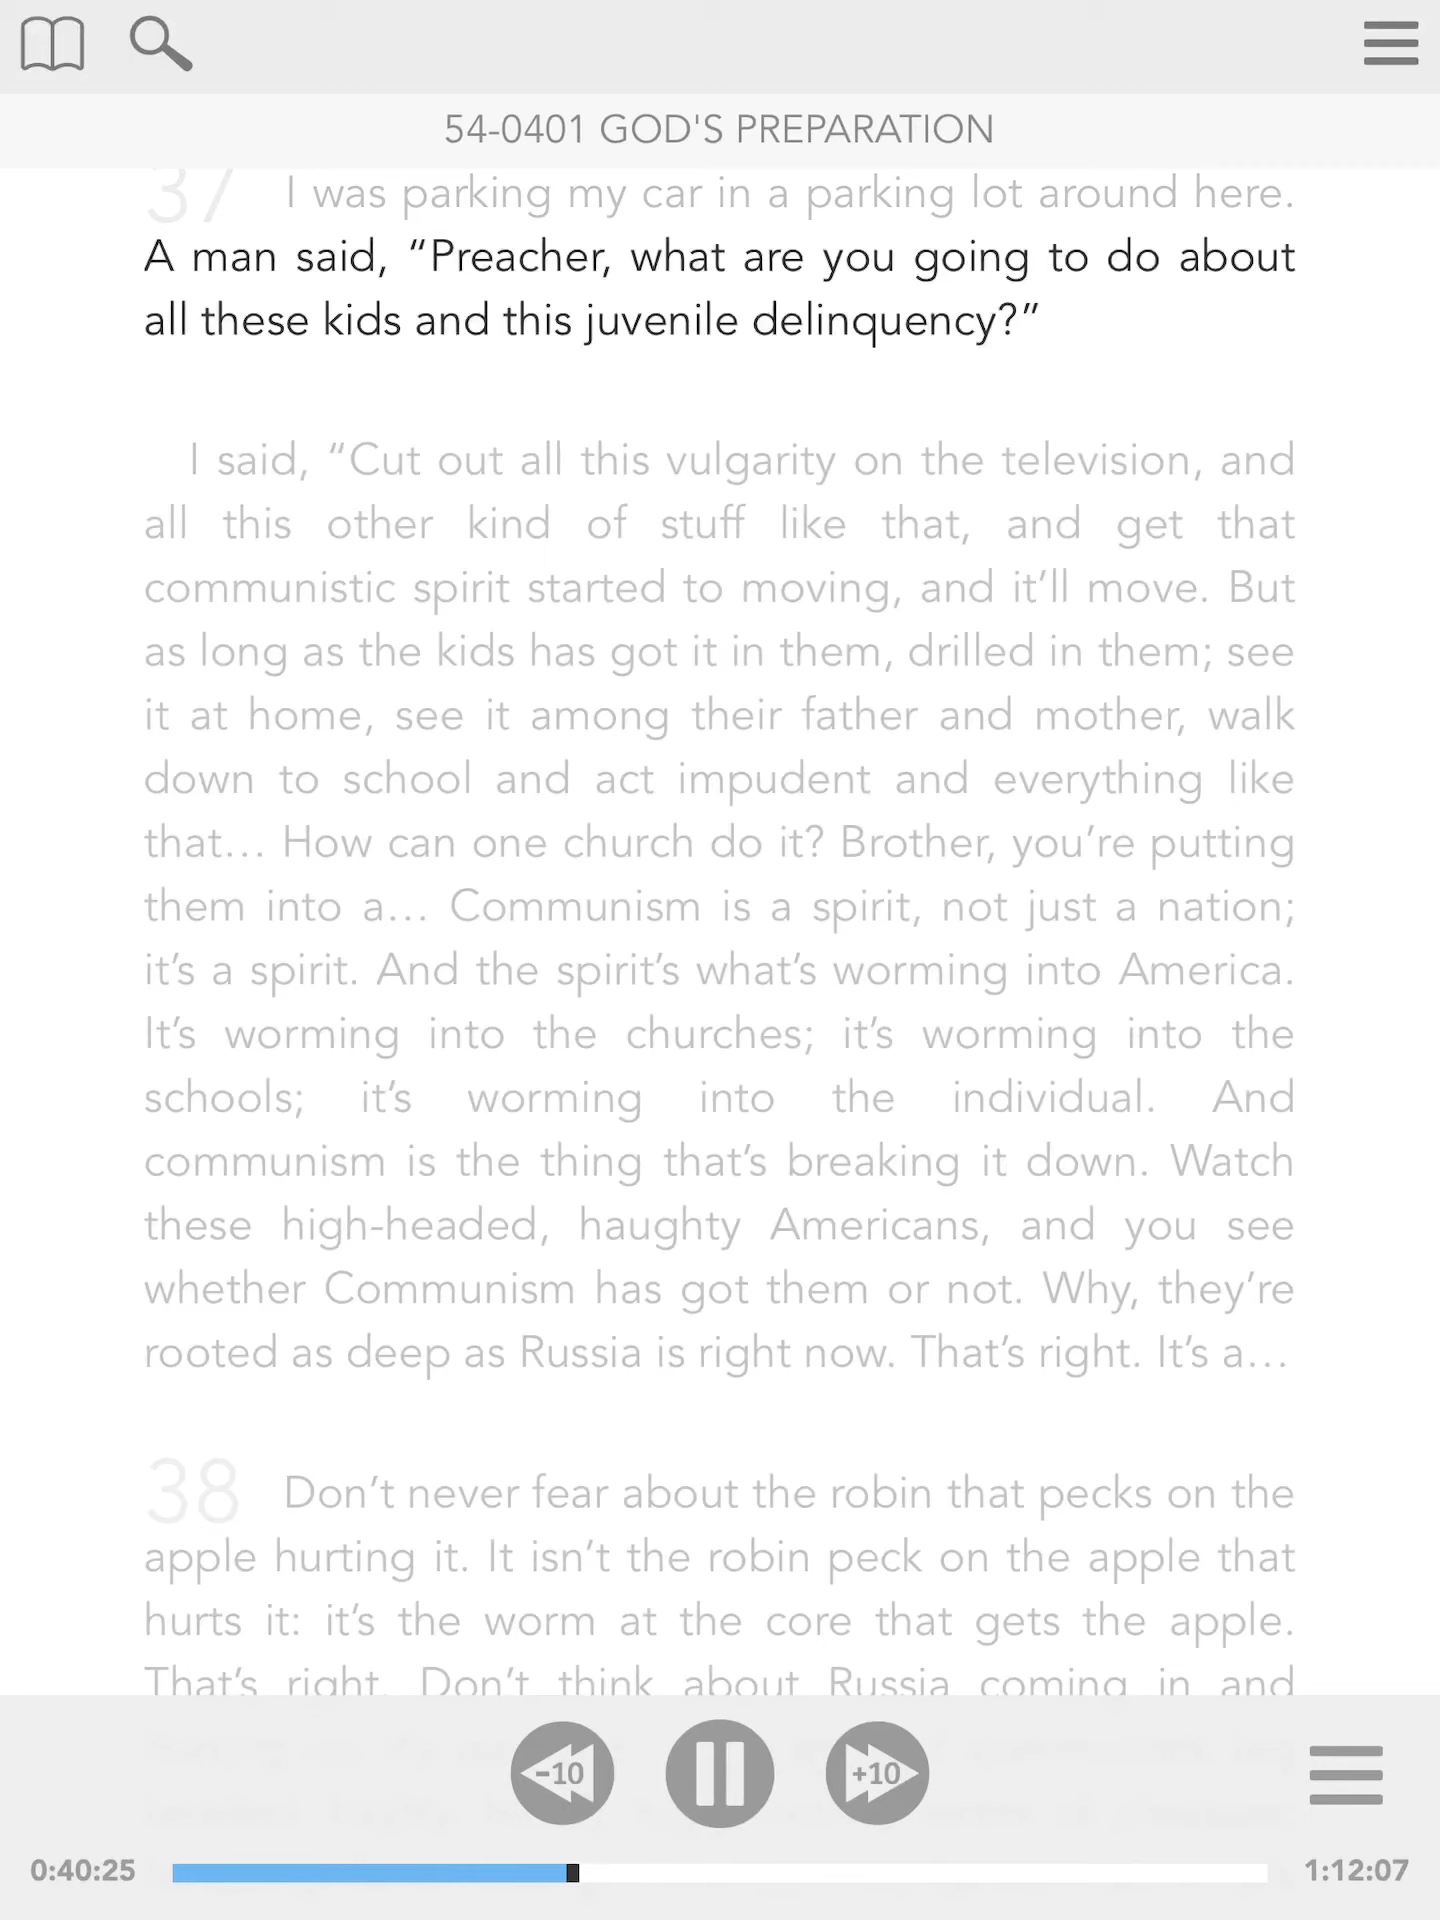 54-0401 GOD'S PREPARATION
37 I was parking my car in a parking lot around here.
A man said, “Preacher, what are you going to do about
all these kids and this juvenile delinquency?”
I said, “Cut out all this vulgarity on the television, and
all this other kind of stuff like that, and get that
communistic spirit started to moving, and it’ll move. But
as long as the kids has got it in them, drilled in them; see
it at home, see it among their father and mother, walk
down to school and act impudent and everything like
that… How can one church do it? Brother, you’re putting
them into a… Communism is a spirit, not just a nation;
it’s a spirit. And the spirit’s what’s worming into America.
It’s worming into the churches; it’s worming into the
schools; it’s worming into the individual. And
communism is the thing that’s breaking it down. Watch
these high-headed, haughty Americans, and you see
whether Communism has got them or not. Why, they’re
rooted as deep as Russia is right now. That’s right. It’s a…
38 Don’t never fear about the robin that pecks on the
apple hurting it. It isn’t the robin peck on the apple that
hurts it: it’s the worm at the core that gets the apple.
That’s right. Don’t think about Russia coming in and
-10 +10
0:40:25 1:12:07